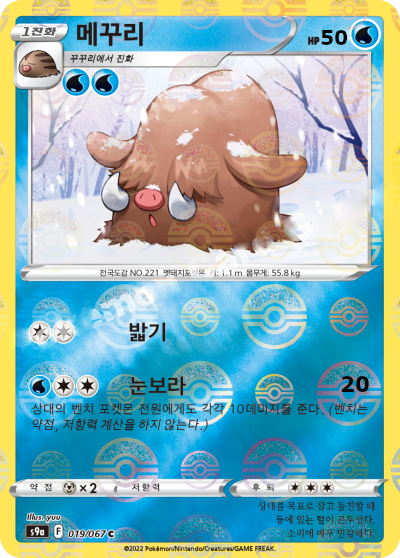 1진화
메꾸리
HP 50
꾸꾸리에서 진화
전국도감 NO.221 멧돼지포켓몬 키: 1.1 m 몸무게: 55.8 kg
밟기
눈보라 20
상대의 벤치 포켓몬 전원에게도 각각 10데미지를 준다. (벤치는
약점, 저항력 계산을 하지 않는다.)
약점 ×2 저항력 후퇴
상대를 목표로 삼고 돌진할 때
등에 있는 털이 곤두선다.
소리에 매우 민감하다.
Illus. yuu
s9a F 019/067 C
©2022 Pokémon/Nintendo/Creatures/GAME FREAK.